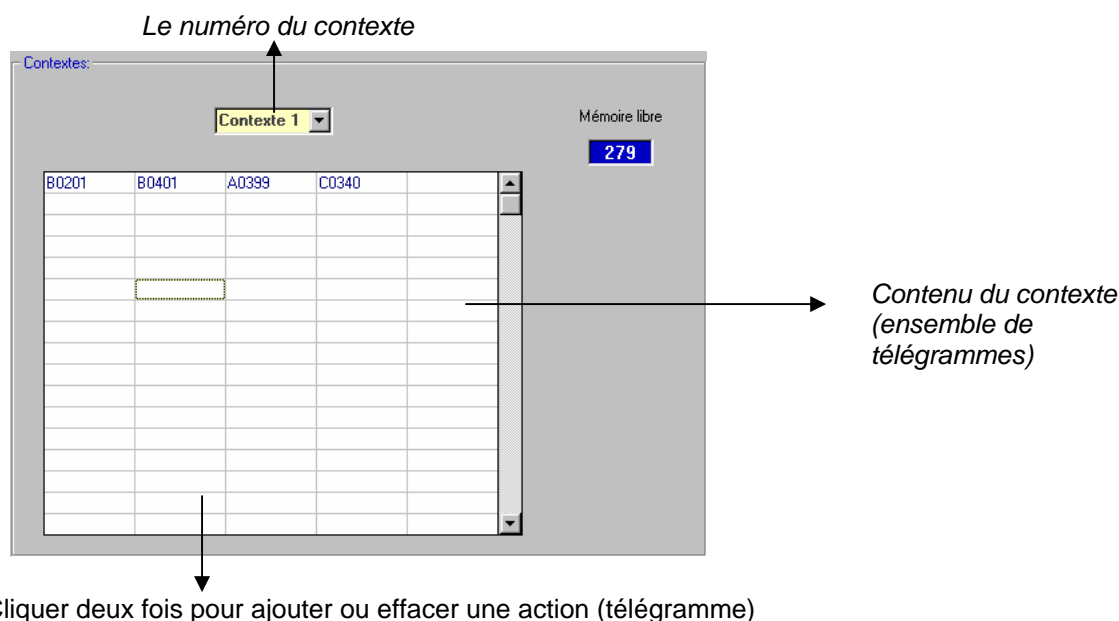 Le numéro du contexte
Contextes:
Contexte 1
Mémoire libre
279
B0201 B0401 A0399 C0340
Contenu du contexte
(ensemble de
télégrammes)
Cliquer deux fois pour ajouter ou effacer une action (télégramme)